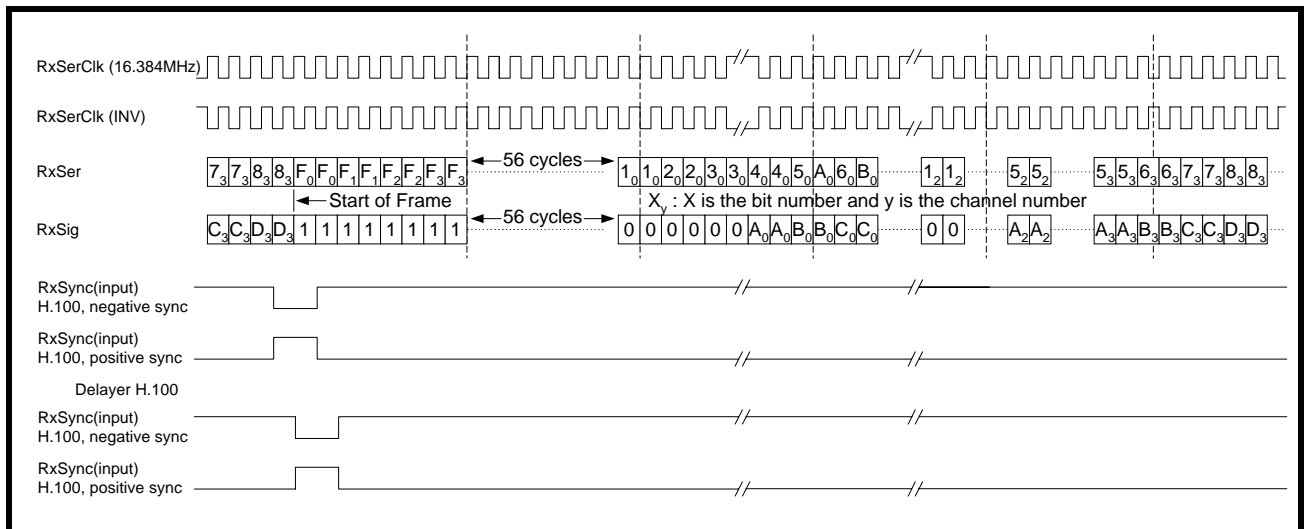 RxSerClk (16.384MHz)
RxSerClk (INV)
RxSer
7₃ 7₃ 8₃ 8₃ F₀ F₀ F₁ F₁ F₂ F₂ F₃ F₃ 56 cycles 1₀ 1₀ 2₀ 2₀ 3₀ 3₀ 4₀ 4₀ 5₀ A₀ 6₀ B₀ 1₂ 1₂ 5₂ 5₂ 5₃ 5₃ 6₃ 6₃ 7₃ 7₃ 8₃ 8₃
Start of Frame
X_y : X is the bit number and y is the channel number
RxSig
C₃ C₃ D₃ D₃ 1 1 1 1 1 1 1 1 56 cycles 0 0 0 0 0 0 A₀ A₀ B₀ B₀ C₀ C₀ 0 0 A₂ A₂ A₃ A₃ B₃ B₃ C₃ C₃ D₃ D₃
RxSync(input)
H.100, negative sync
RxSync(input)
H.100, positive sync
Delayer H.100
RxSync(input)
H.100, negative sync
RxSync(input)
H.100, positive sync